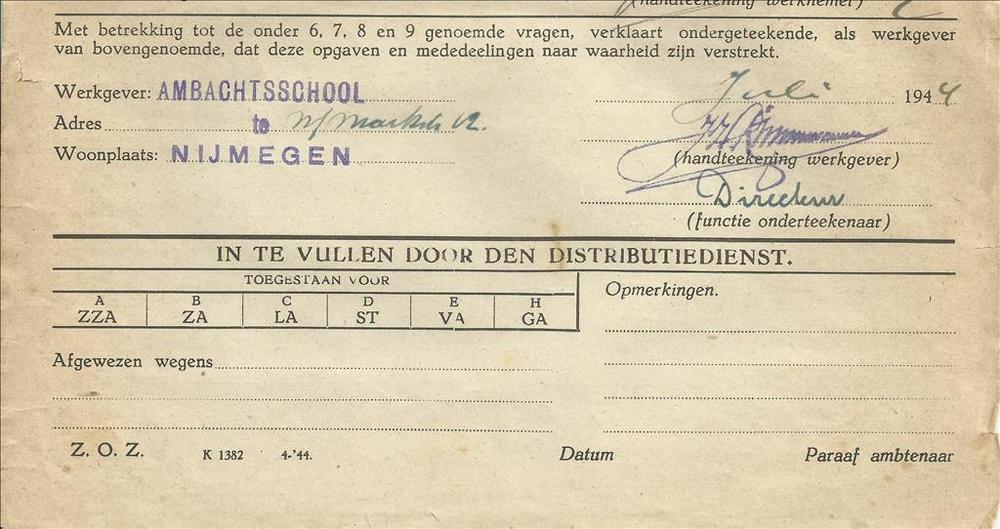 (handteekening werknemer)
Met betrekking tot de onder 6, 7, 8 en 9 genoemde vragen, verklaart ondergeteekende, als werkgever
van bovengenoemde, dat deze opgaven en mededeelingen naar waarheid zijn verstrekt.
Werkgever: AMBACHTSSCHOOL Juli 1944
Adres te
Woonplaats: NIJMEGEN (handteekening werkgever)
Directeur
(functie onderteekenaar)
IN TE VULLEN DOOR DEN DISTRIBUTIEDIENST.
TOEGESTAAN VOOR Opmerkingen.
A B C D E H
ZZA ZA LA ST VA GA
Afgewezen wegens
Z. O. Z. K 1382 4-'44. Datum Paraaf ambtenaar